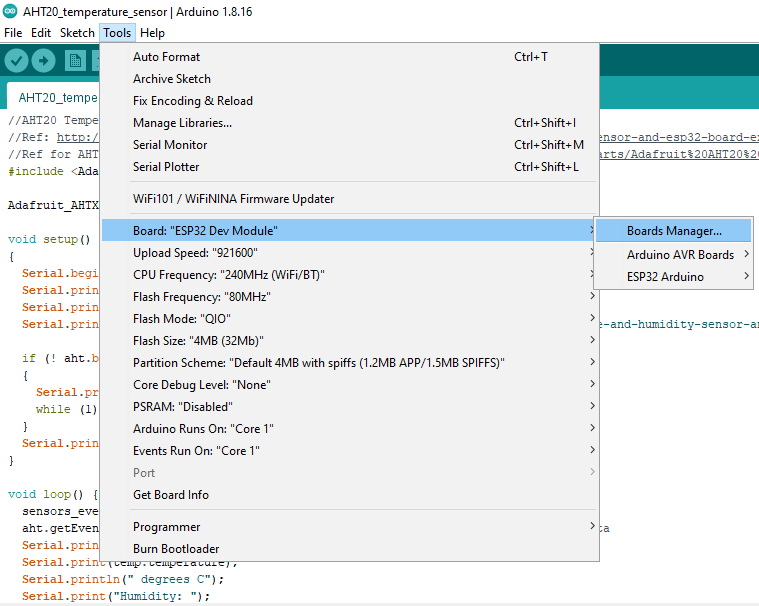 AHT20_temperature_sensor | Arduino 1.8.16
File Edit Sketch Tools Help
Auto Format Ctrl+T
Archive Sketch
AHT20_tempe Fix Encoding & Reload
//AHT20 Tempe Manage Libraries... Ctrl+Shift+I
//Ref: http:/ Serial Monitor Ctrl+Shift+M ensor-and-esp32-board-ex
//Ref for AHT Serial Plotter Ctrl+Shift+L arts/Adafruit%20AHT20%20
#include <Ada
WiFi101 / WiFiNINA Firmware Updater
Adafruit_AHTX
void setup() Board: "ESP32 Dev Module" Boards Manager...
{ Upload Speed: "921600" Arduino AVR Boards
Serial.begi CPU Frequency: "240MHz (WiFi/BT)" ESP32 Arduino
Serial.prin Flash Frequency: "80MHz"
Serial.prin
Serial.prin Flash Mode: "QIO" e-and-humidity-sensor-an
Flash Size: "4MB (32Mb)"
if (! aht.b Partition Scheme: "Default 4MB with spiffs (1.2MB APP/1.5MB SPIFFS)"
{ Core Debug Level: "None"
Serial.pr
while (1) PSRAM: "Disabled"
} Arduino Runs On: "Core 1"
Serial.prin Events Run On: "Core 1"
}
Port
void loop() { Get Board Info
sensors_eve
aht.getEven Programmer ta
Serial.prin Burn Bootloader
Serial.print(temp.temperature);
Serial.println(" degrees C");
Serial.print("Humidity: ");